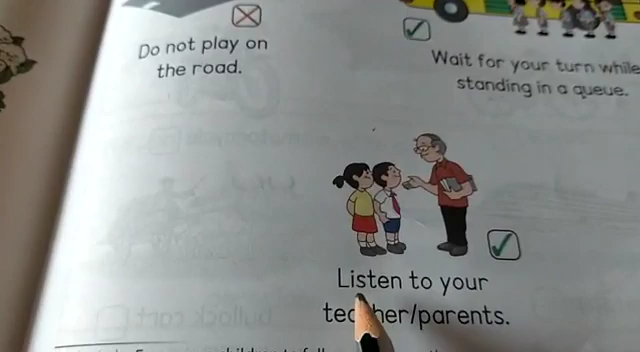 Do not play on
the road.
Wait for your turn while
standing in a queue.
Listen to your
teacher/parents.